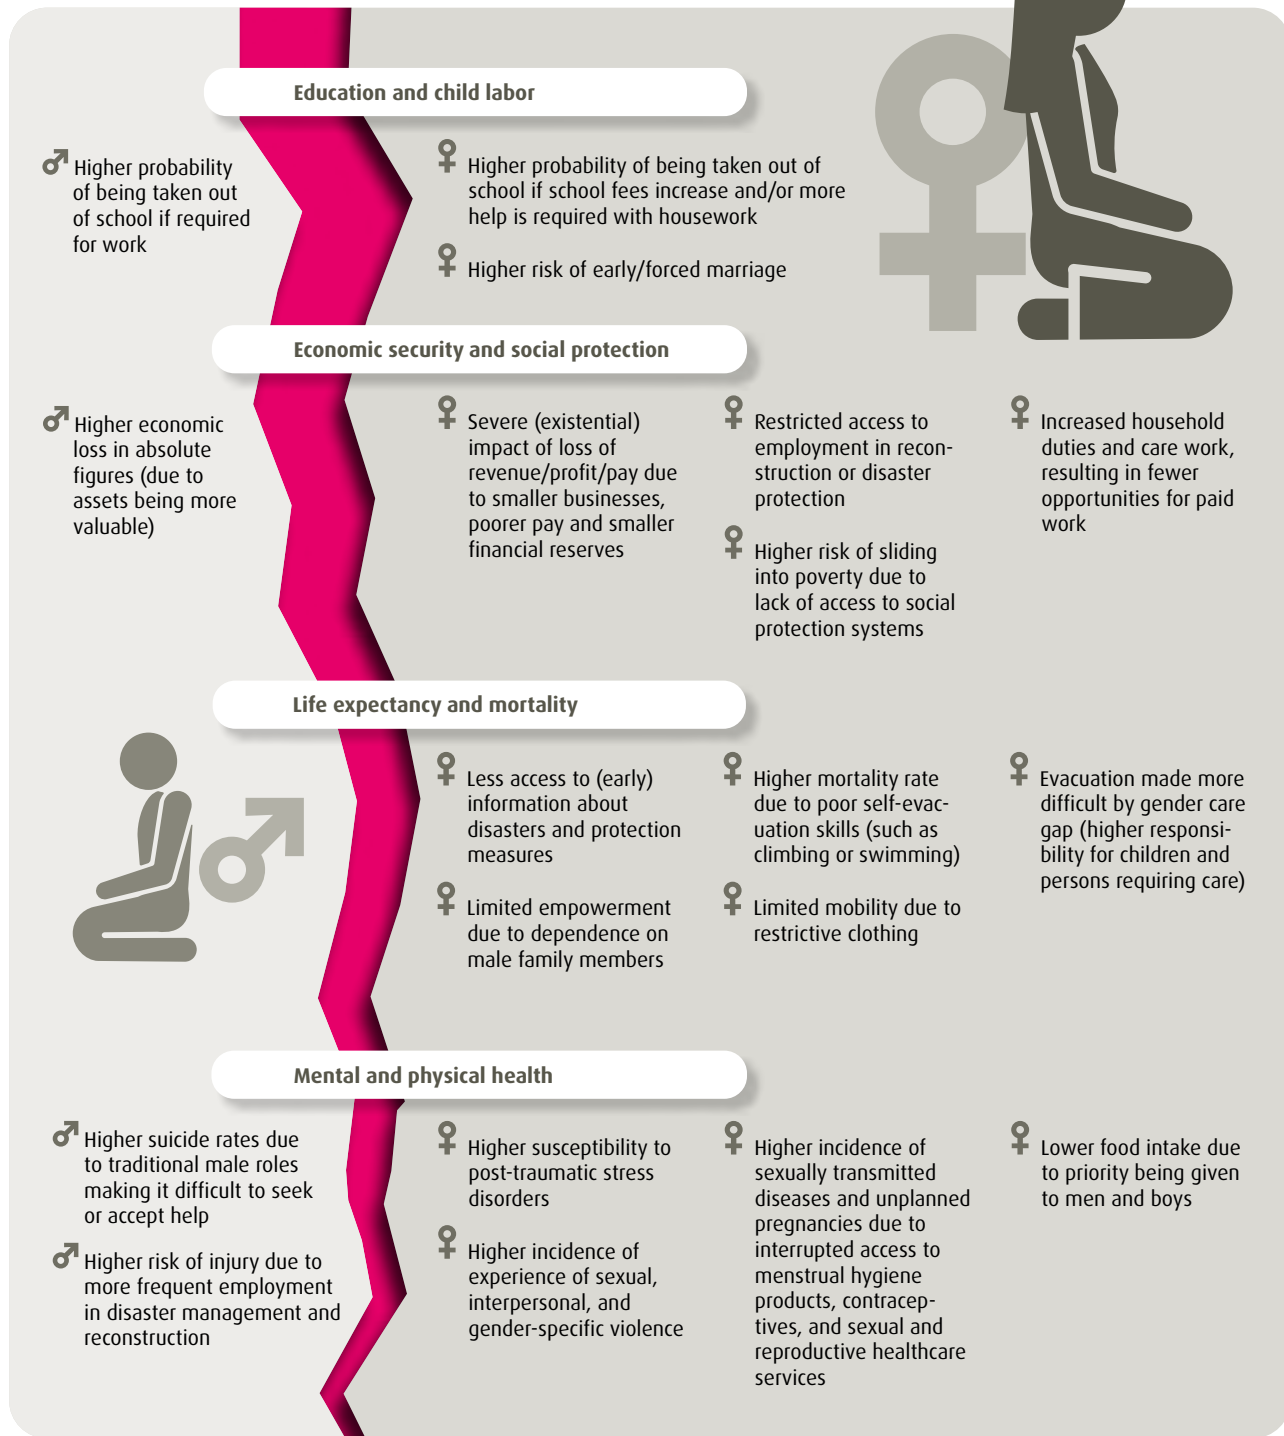 Education and child labor
Higher probability
of being taken out
of school if required
for work
Higher probability of being taken out of
school if school fees increase and/or more
help is required with housework
Higher risk of early/forced marriage
Economic security and social protection
Higher economic
loss in absolute
figures (due to
assets being more
valuable)
Severe (existential)
impact of loss of
revenue/profit/pay due
to smaller businesses,
poorer pay and smaller
financial reserves
Restricted access to
employment in recon-
struction or disaster
protection
Higher risk of sliding
into poverty due to
lack of access to social
protection systems
Increased household
duties and care work,
resulting in fewer
opportunities for paid
work
Life expectancy and mortality
Less access to (early)
information about
disasters and protection
measures
Limited empowerment
due to dependence on
male family members
Higher mortality rate
due to poor self-evac-
uation skills (such as
climbing or swimming)
Limited mobility due to
restrictive clothing
Evacuation made more
difficult by gender care
gap (higher responsi-
bility for children and
persons requiring care)
Mental and physical health
Higher suicide rates due
to traditional male roles
making it difficult to seek
or accept help
Higher risk of injury due to
more frequent employment
in disaster management and
reconstruction
Higher susceptibility to
post-traumatic stress
disorders
Higher incidence of
experience of sexual,
interpersonal, and
gender-specific violence
Higher incidence of
sexually transmitted
diseases and unplanned
pregnancies due to
interrupted access to
menstrual hygiene
products, contracep-
tives, and sexual and
reproductive healthcare
services
Lower food intake due
to priority being given
to men and boys